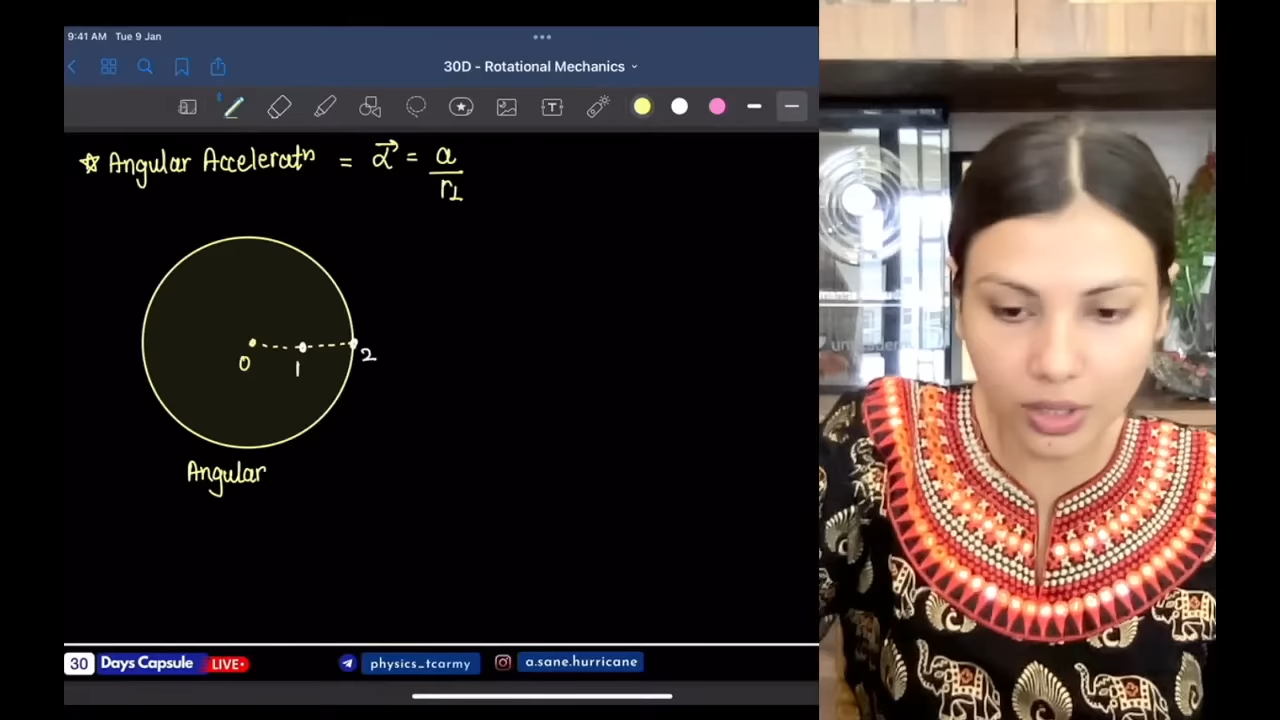 9:41 AM Tue 9 Jan
30D - Rotational Mechanics
☆ Angular Acceleratⁿ = α⃗ = a/r⊥
0
1
2
Angular
30 Days Capsule LIVE
physics_tcarmy
a.sane.hurricane